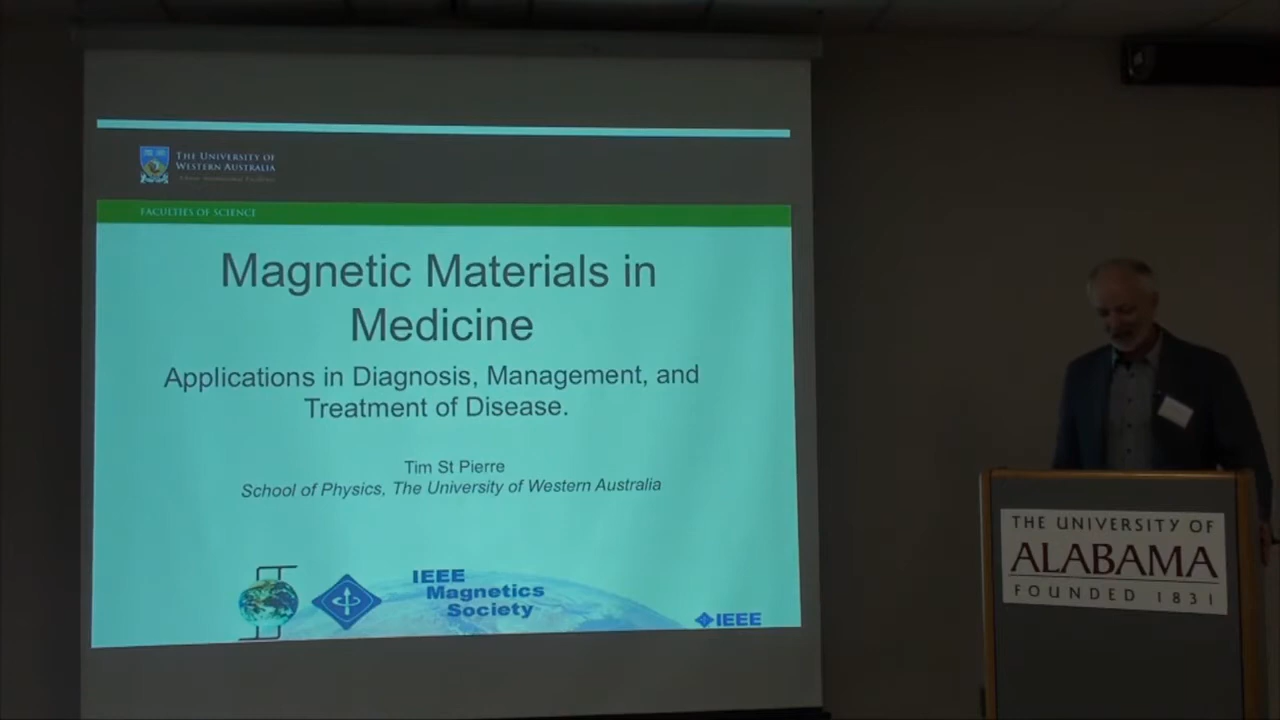 THE UNIVERSITY OF
WESTERN AUSTRALIA
FACULTIES OF SCIENCE
Magnetic Materials in
Medicine
Applications in Diagnosis, Management, and
Treatment of Disease.
Tim St Pierre
School of Physics, The University of Western Australia
IEEE
Magnetics
Society
IEEE
THE UNIVERSITY OF
ALABAMA
FOUNDED 1831